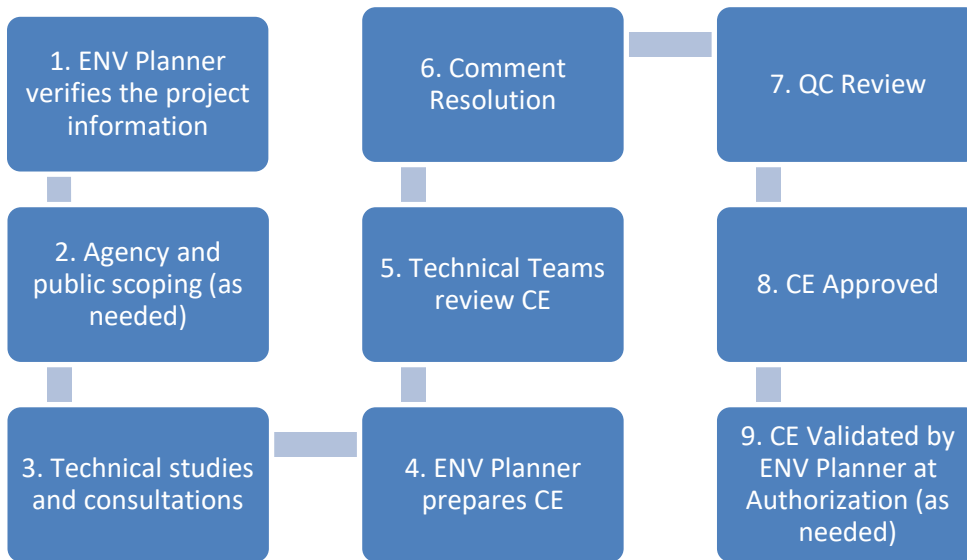 1. ENV Planner
verifies the project
information
2. Agency and
public scoping (as
needed)
3. Technical studies
and consultations
4. ENV Planner
prepares CE
5. Technical Teams
review CE
6. Comment
Resolution
7. QC Review
8. CE Approved
9. CE Validated by
ENV Planner at
Authorization (as
needed)